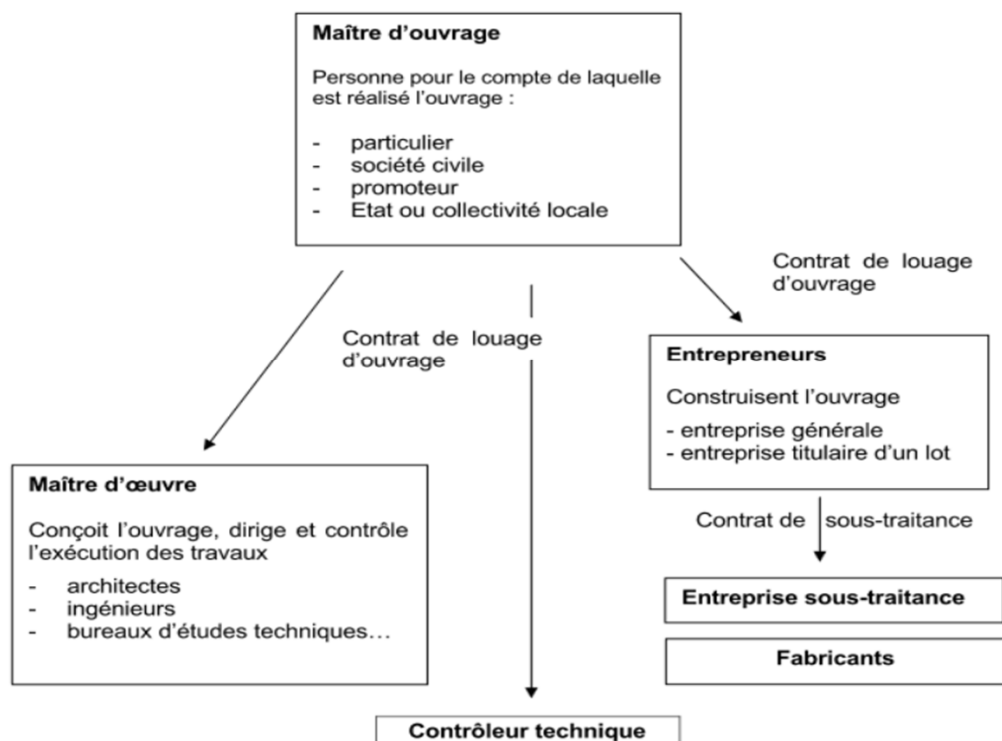 Maître d'ouvrage
Personne pour le compte de laquelle
est réalisé l'ouvrage :
- particulier
- société civile
- promoteur
- Etat ou collectivité locale
Contrat de louage
d'ouvrage
Contrat de louage
d'ouvrage
Entrepreneurs
Construisent l'ouvrage
- entreprise générale
- entreprise titulaire d'un lot
Maître d'œuvre
Conçoit l'ouvrage, dirige et contrôle
l'exécution des travaux
- architectes
- ingénieurs
- bureaux d'études techniques…
Contrat de sous-traitance
Entreprise sous-traitance
Fabricants
Contrôleur technique